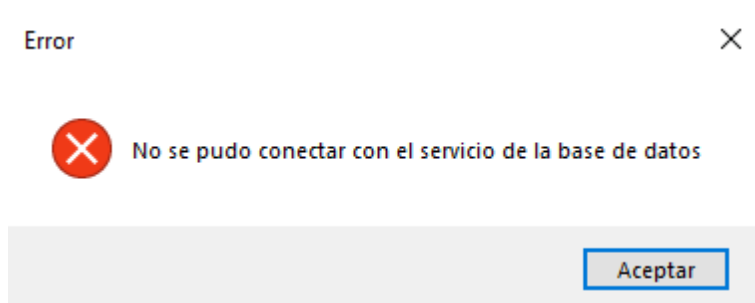 Error
No se pudo conectar con el servicio de la base de datos
Aceptar